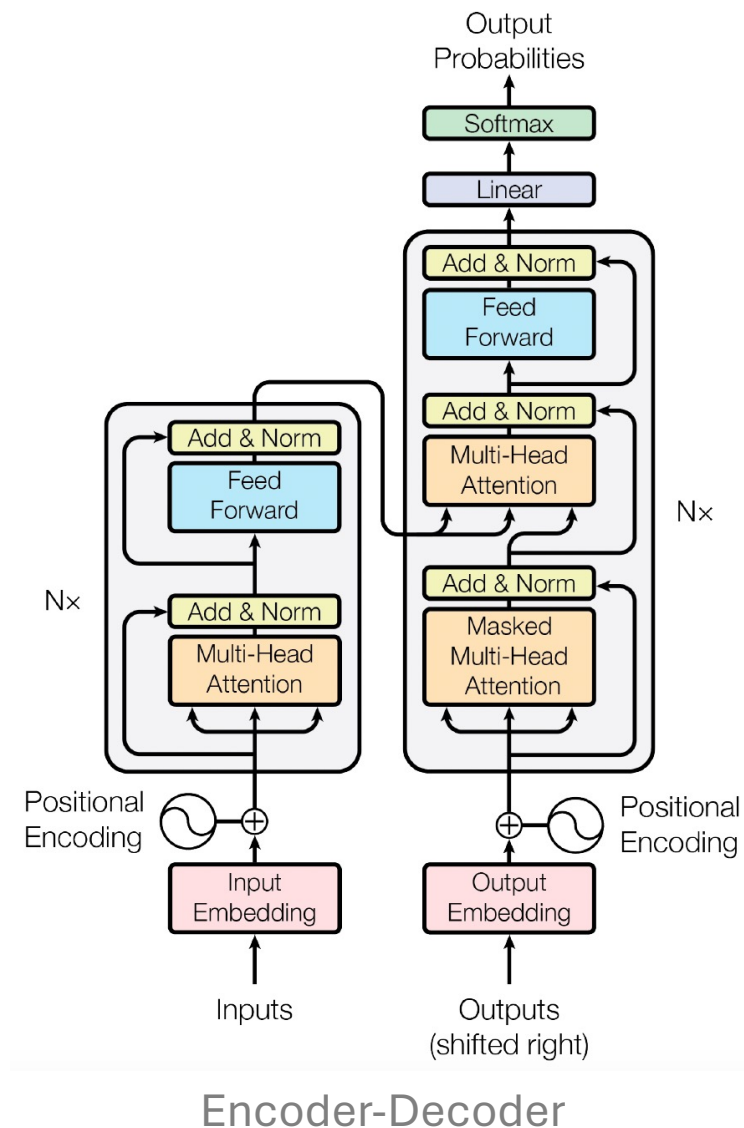 Output
Probabilities
Softmax
Linear
Add & Norm
Feed
Forward
Add & Norm
Multi-Head
Attention
Add & Norm
Masked
Multi-Head
Attention
N×
Add & Norm
Feed
Forward
N×
Add & Norm
Multi-Head
Attention
Positional
Encoding
Positional
Encoding
Input
Embedding
Output
Embedding
Inputs
Outputs
(shifted right)
Encoder-Decoder